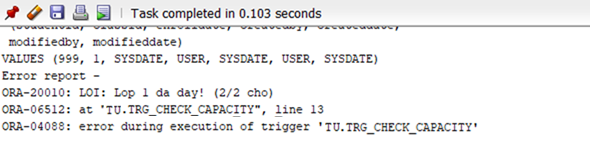 Task completed in 0.103 seconds
modifiedby, modifieddate)
VALUES (999, 1, SYSDATE, USER, SYSDATE, USER, SYSDATE)
Error report -
ORA-20010: LOI: Lop 1 da day! (2/2 cho)
ORA-06512: at "TU.TRG_CHECK_CAPACITY", line 13
ORA-04088: error during execution of trigger 'TU.TRG_CHECK_CAPACITY'